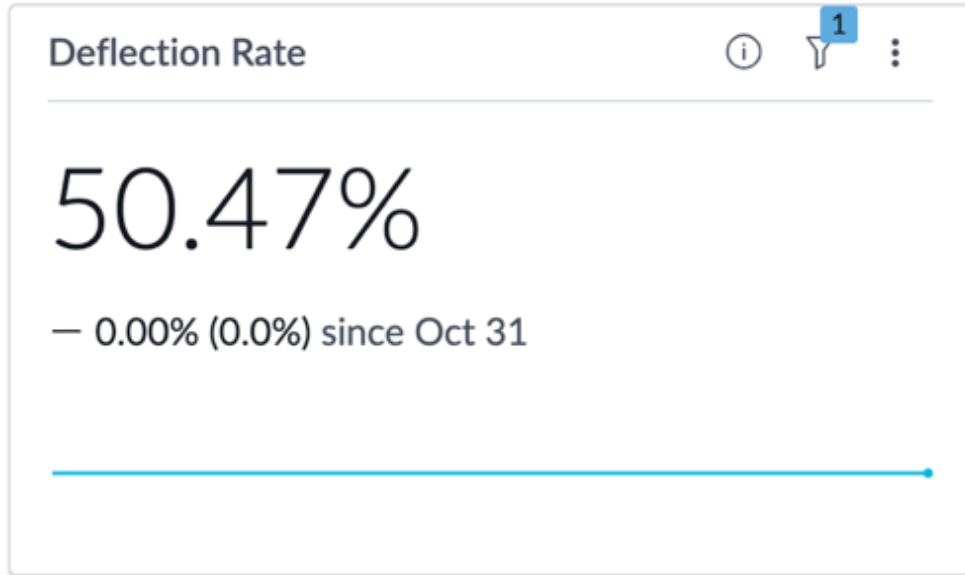 Deflection Rate
1
50.47%
— 0.00% (0.0%) since Oct 31